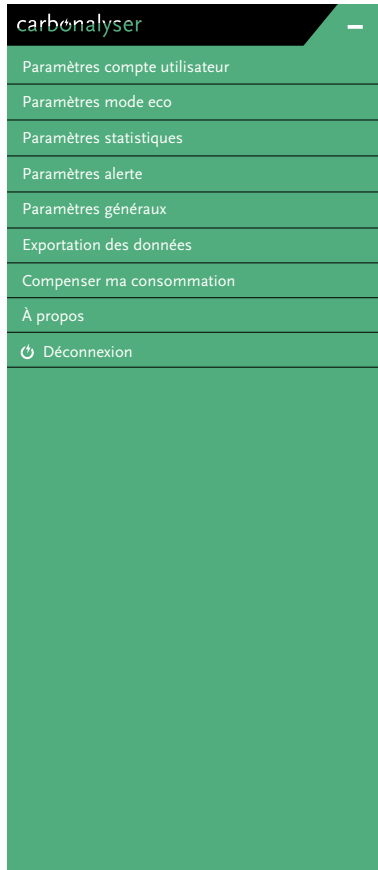 carbonalyser
Paramètres compte utilisateur
Paramètres mode eco
Paramètres statistiques
Paramètres alerte
Paramètres généraux
Exportation des données
Compenser ma consommation
À propos
Déconnexion